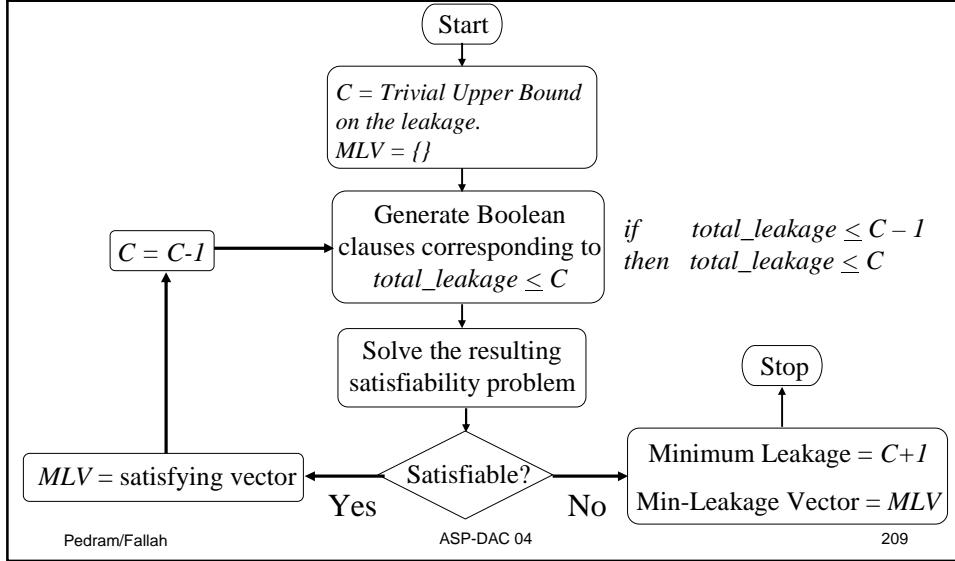 Start
C = Trivial Upper Bound
on the leakage.
MLV = {}
Generate Boolean
clauses corresponding to
total_leakage ≤ C
if total_leakage ≤ C – 1
then total_leakage ≤ C
C = C-1
Solve the resulting
satisfiability problem
Stop
Satisfiable?
MLV = satisfying vector
Yes
No
Minimum Leakage = C+1
Min-Leakage Vector = MLV
Pedram/Fallah
ASP-DAC 04
209